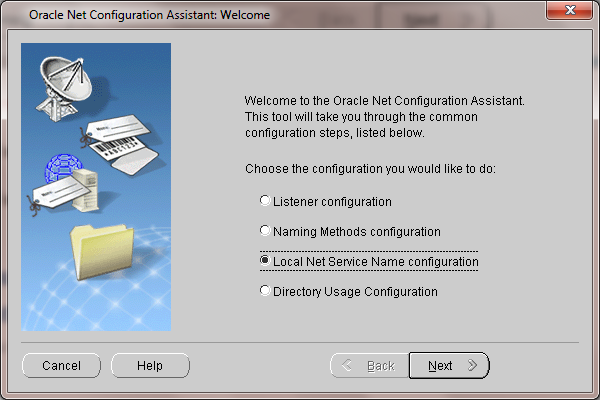 Oracle Net Configuration Assistant: Welcome
Welcome to the Oracle Net Configuration Assistant.
This tool will take you through the common
configuration steps, listed below.
Choose the configuration you would like to do:
Listener configuration
Naming Methods configuration
Local Net Service Name configuration
Directory Usage Configuration
Cancel
Help
Back
Next